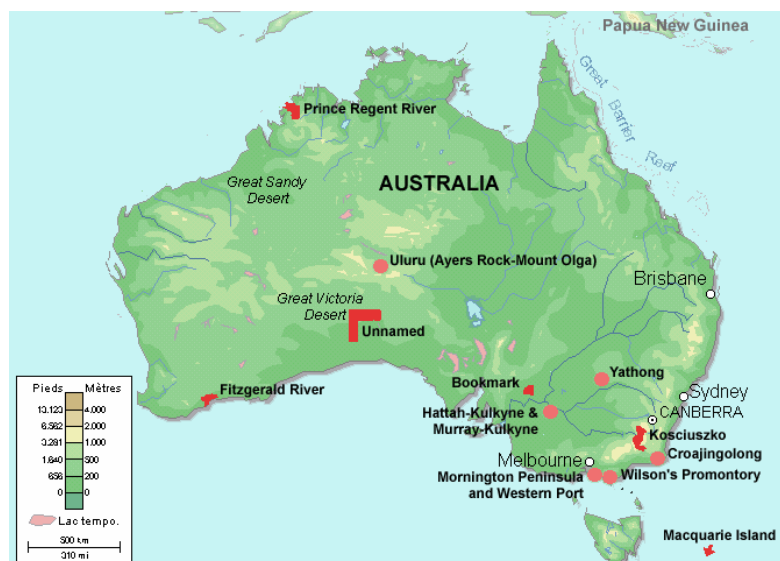 Papua New Guinea
Great Barrier Reef
Prince Regent River
Great Sandy
Desert
AUSTRALIA
Uluru (Ayers Rock-Mount Olga)
Brisbane
Great Victoria
Desert
Unnamed
Yathong
Bookmark
Sydney
Fitzgerald River
Hattah-Kulkyne &
Murray-Kulkyne
CANBERRA
Kosciuszko
Croajingolong
Melbourne
Mornington Peninsula
and Western Port
Wilson's Promontory
Macquarie Island
Pieds Mètres
13.123 4.000
6.562 2.000
3.281 1.000
1.640 500
656 200
0 0
Lac tempo.
500 km
310 mi